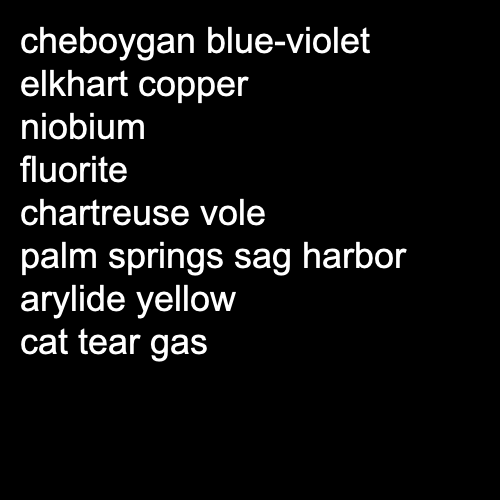 cheboygan blue-violet
elkhart copper
niobium
fluorite
chartreuse vole
palm springs sag harbor
arylide yellow
cat tear gas